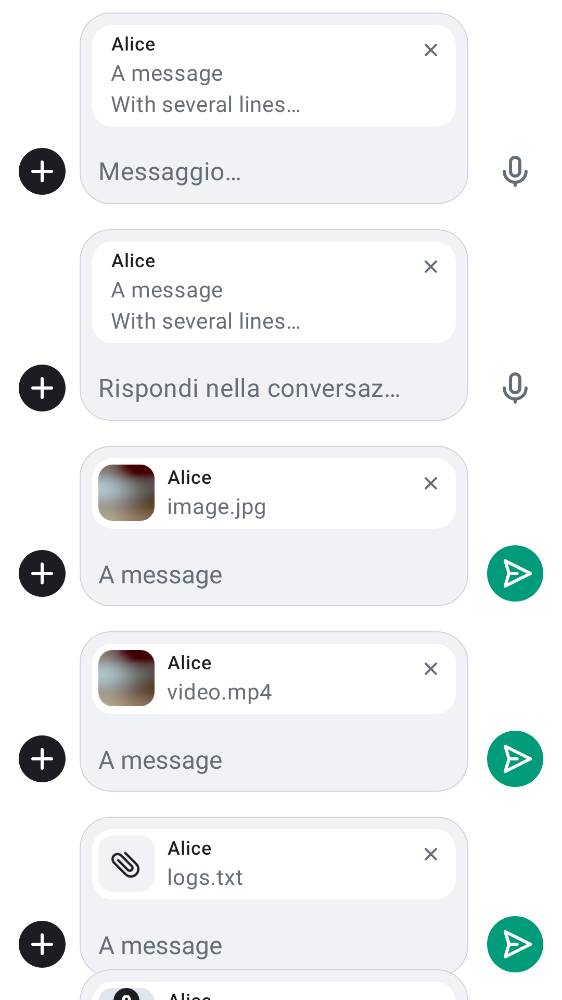 Alice
A message
With several lines…
Messaggio…
Alice
A message
With several lines…
Rispondi nella conversaz…
Alice
image.jpg
A message
Alice
video.mp4
A message
Alice
logs.txt
A message
Alice